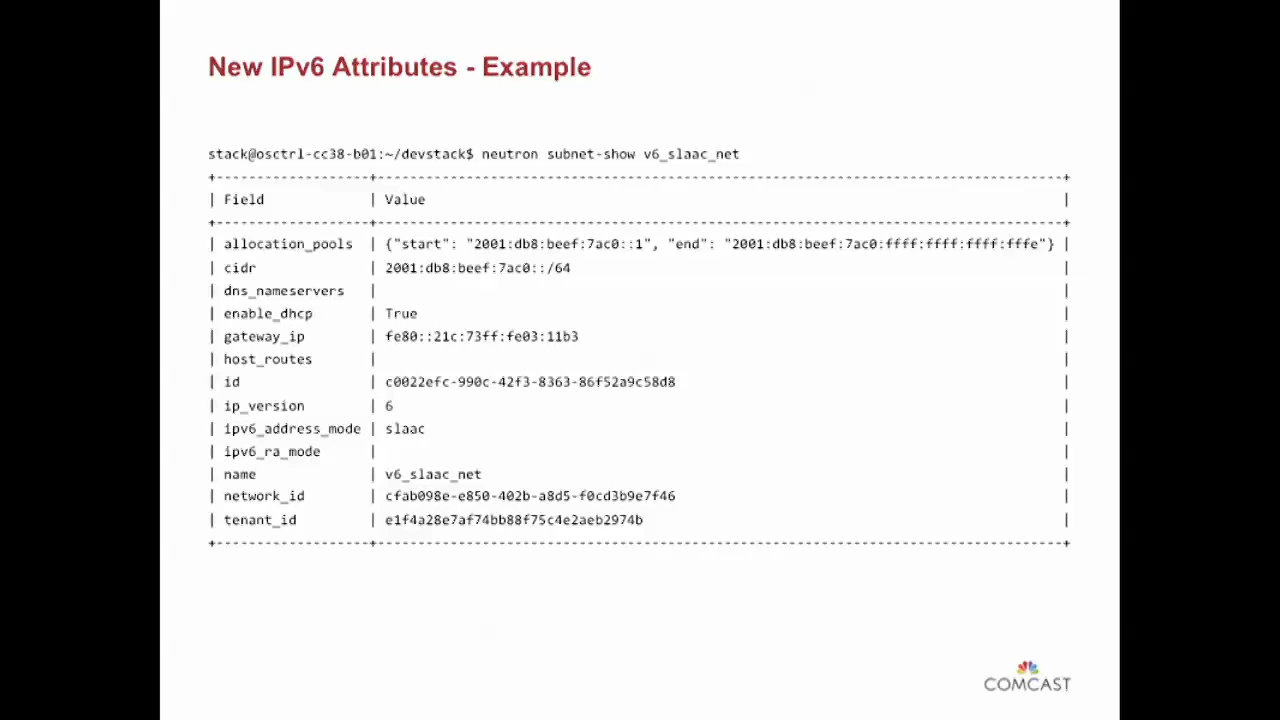 New IPv6 Attributes - Example
stack@osctrl-cc38-b01:~/devstack$ neutron subnet-show v6_slaac_net
+------------------+--------------------------------------------------------------------------------------+
| Field | Value |
+------------------+--------------------------------------------------------------------------------------+
| allocation_pools | {"start": "2001:db8:beef:7ac0::1", "end": "2001:db8:beef:7ac0:ffff:ffff:ffff:fffe"} |
| cidr | 2001:db8:beef:7ac0::/64 |
| dns_nameservers | |
| enable_dhcp | True |
| gateway_ip | fe80::21c:73ff:fe03:11b3 |
| host_routes | |
| id | c0022efc-990c-42f3-8363-86f52a9c58d8 |
| ip_version | 6 |
| ipv6_address_mode | slaac |
| ipv6_ra_mode | |
| name | v6_slaac_net |
| network_id | cfab098e-e850-402b-a8d5-f0cd3b9e7f46 |
| tenant_id | e1f4a28e7af74bb88f75c4e2aeb2974b |
+------------------+--------------------------------------------------------------------------------------+
COMCAST